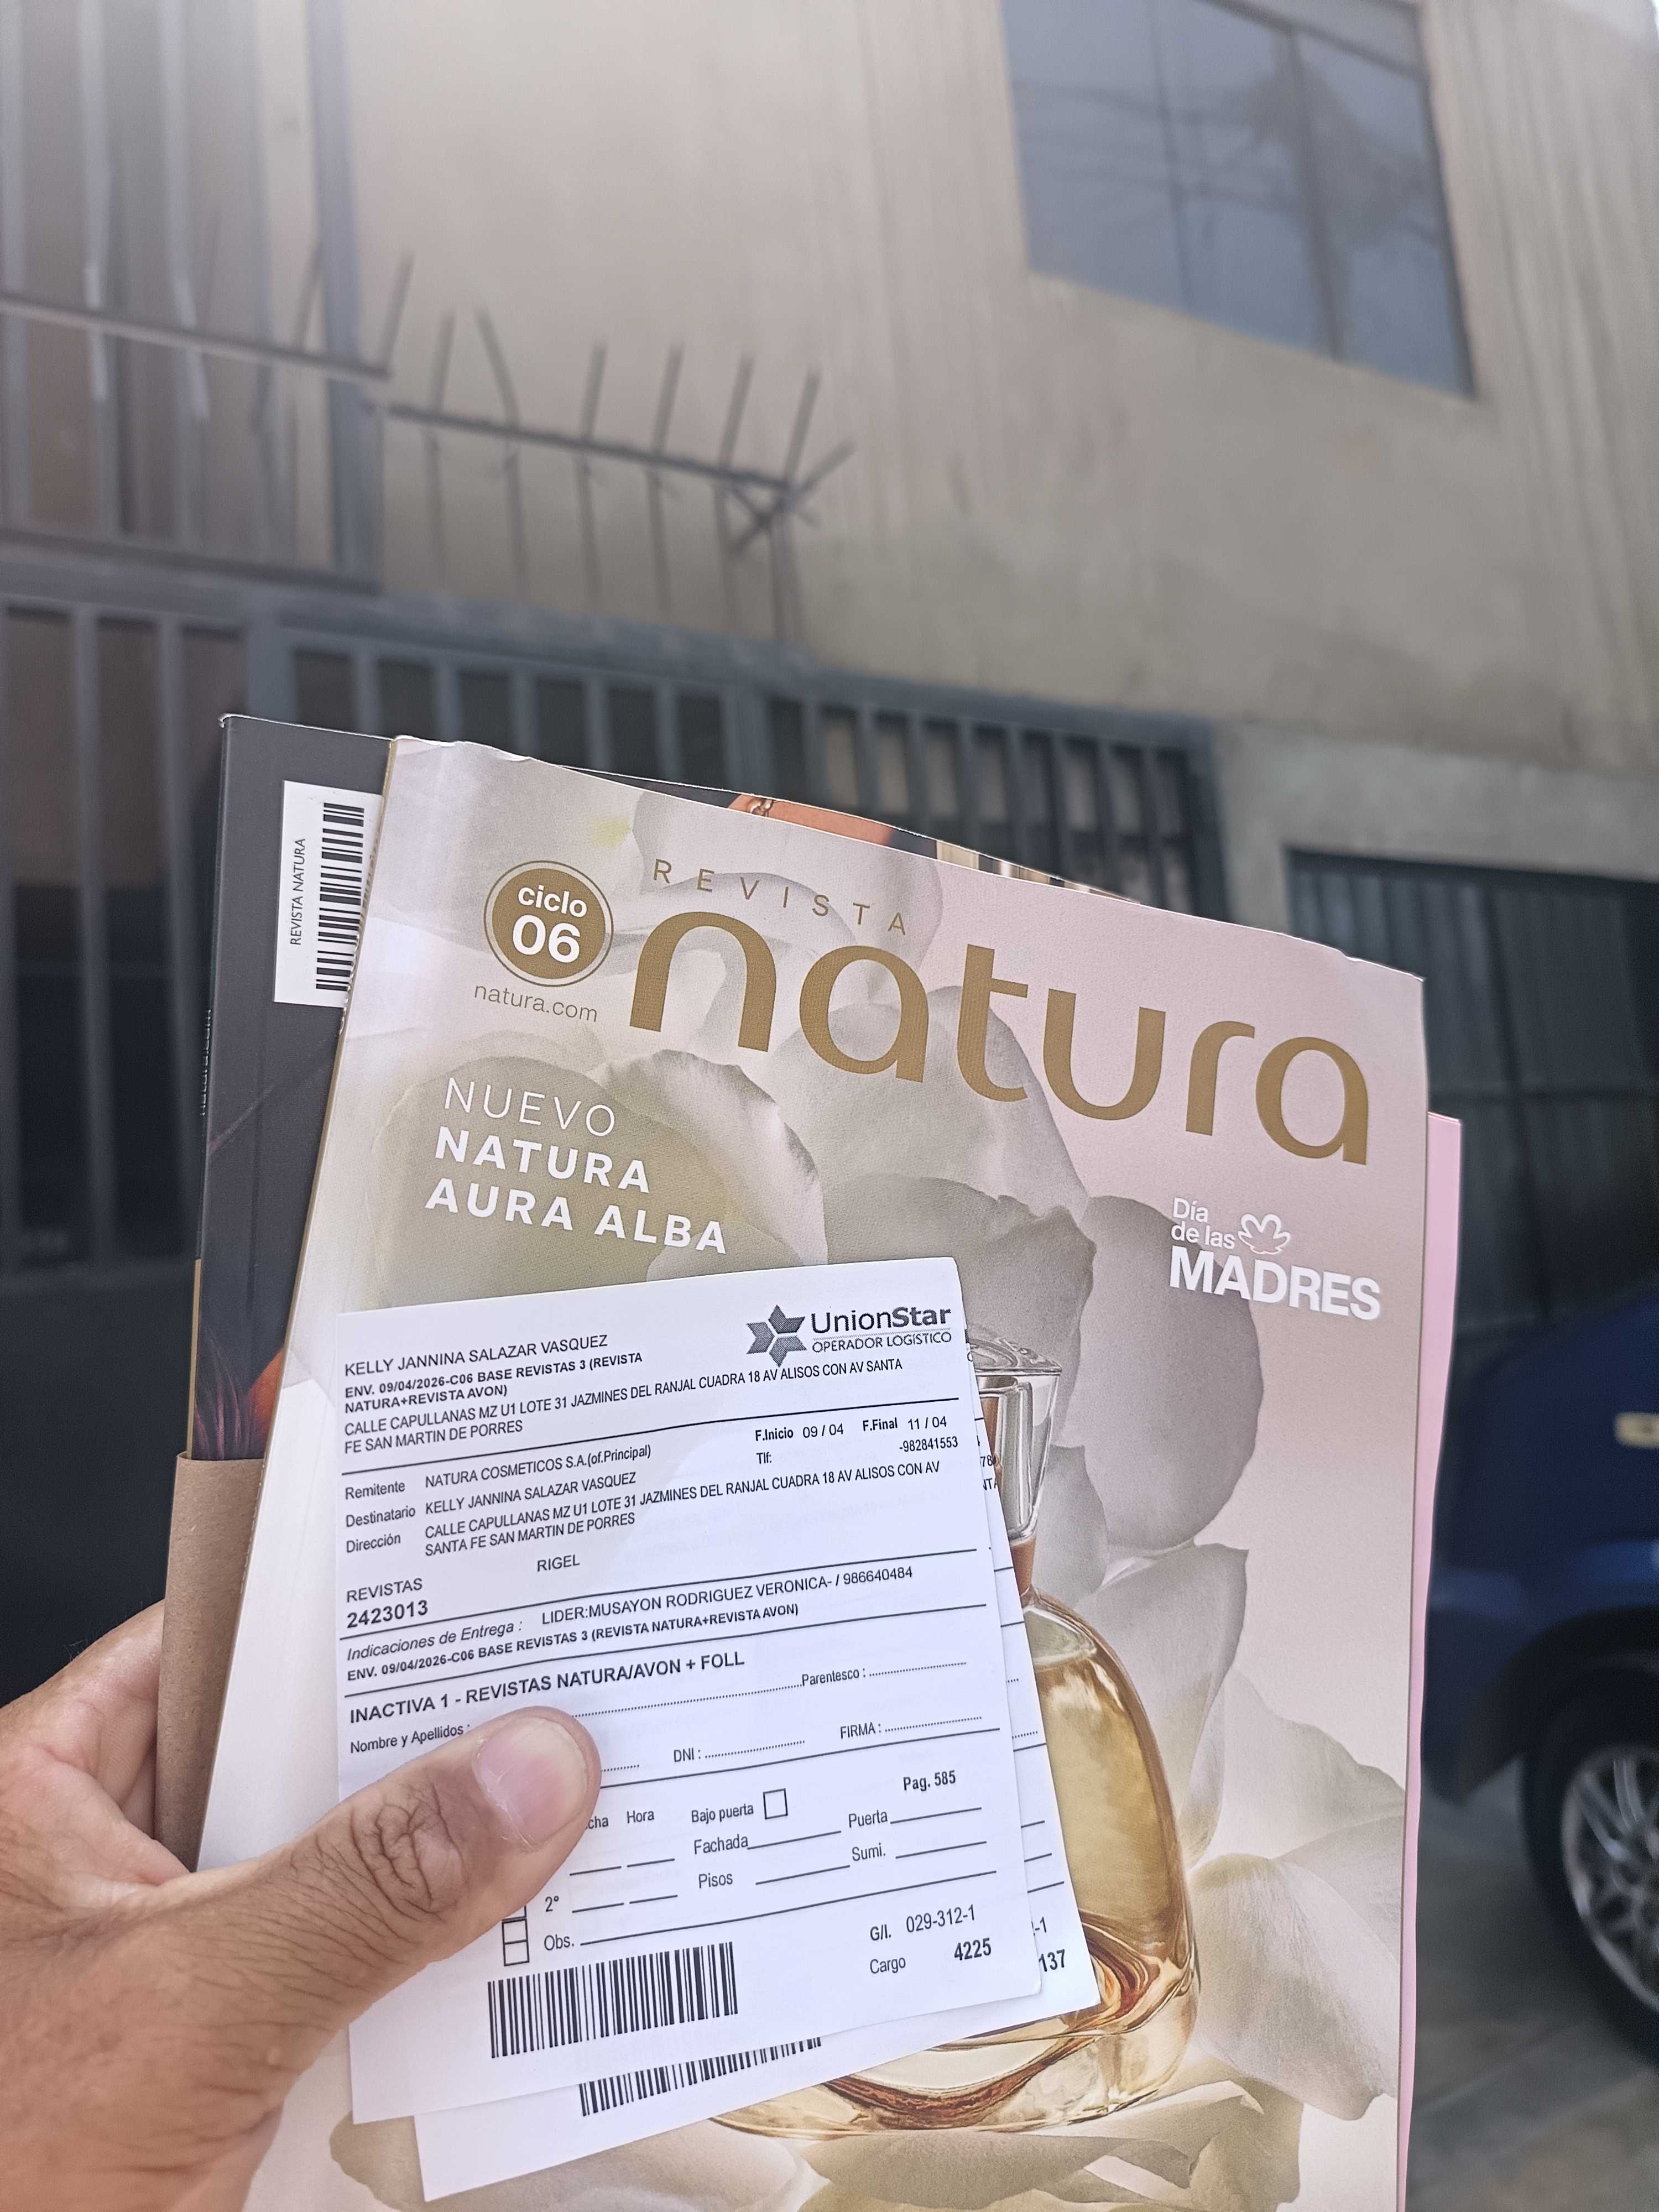 REVISTA NATURA
ciclo
06
natura.com
REVISTA
natura
NUEVO
NATURA
AURA ALBA
Día
de las
MADRES
UnionStar
OPERADOR LOGÍSTICO
KELLY JANNINA SALAZAR VASQUEZ
ENV. 09/04/2026-C06 BASE REVISTAS 3 (REVISTA
NATURA+REVISTA AVON)
CALLE CAPULLANAS MZ U1 LOTE 31 JAZMINES DEL RANJAL CUADRA 18 AV ALISOS CON AV SANTA
FE SAN MARTIN DE PORRES
F.Inicio 09 / 04 F.Final 11 / 04
Remitente NATURA COSMETICOS S.A.(of.Principal) Tlf: -982841553
Destinatario KELLY JANNINA SALAZAR VASQUEZ
Dirección CALLE CAPULLANAS MZ U1 LOTE 31 JAZMINES DEL RANJAL CUADRA 18 AV ALISOS CON AV
SANTA FE SAN MARTIN DE PORRES
REVISTAS RIGEL
2423013
Indicaciones de Entrega : LIDER:MUSAYON RODRIGUEZ VERONICA- / 986640484
ENV. 09/04/2026-C06 BASE REVISTAS 3 (REVISTA NATURA+REVISTA AVON)
INACTIVA 1 - REVISTAS NATURA/AVON + FOLL
Nombre y Apellidos : Parentesco :
DNI : FIRMA :
Pag. 585
cha Hora Bajo puerta
Fachada Puerta
2° Pisos Sumi.
Obs.
G/I. 029-312-1
Cargo 4225
-1
137